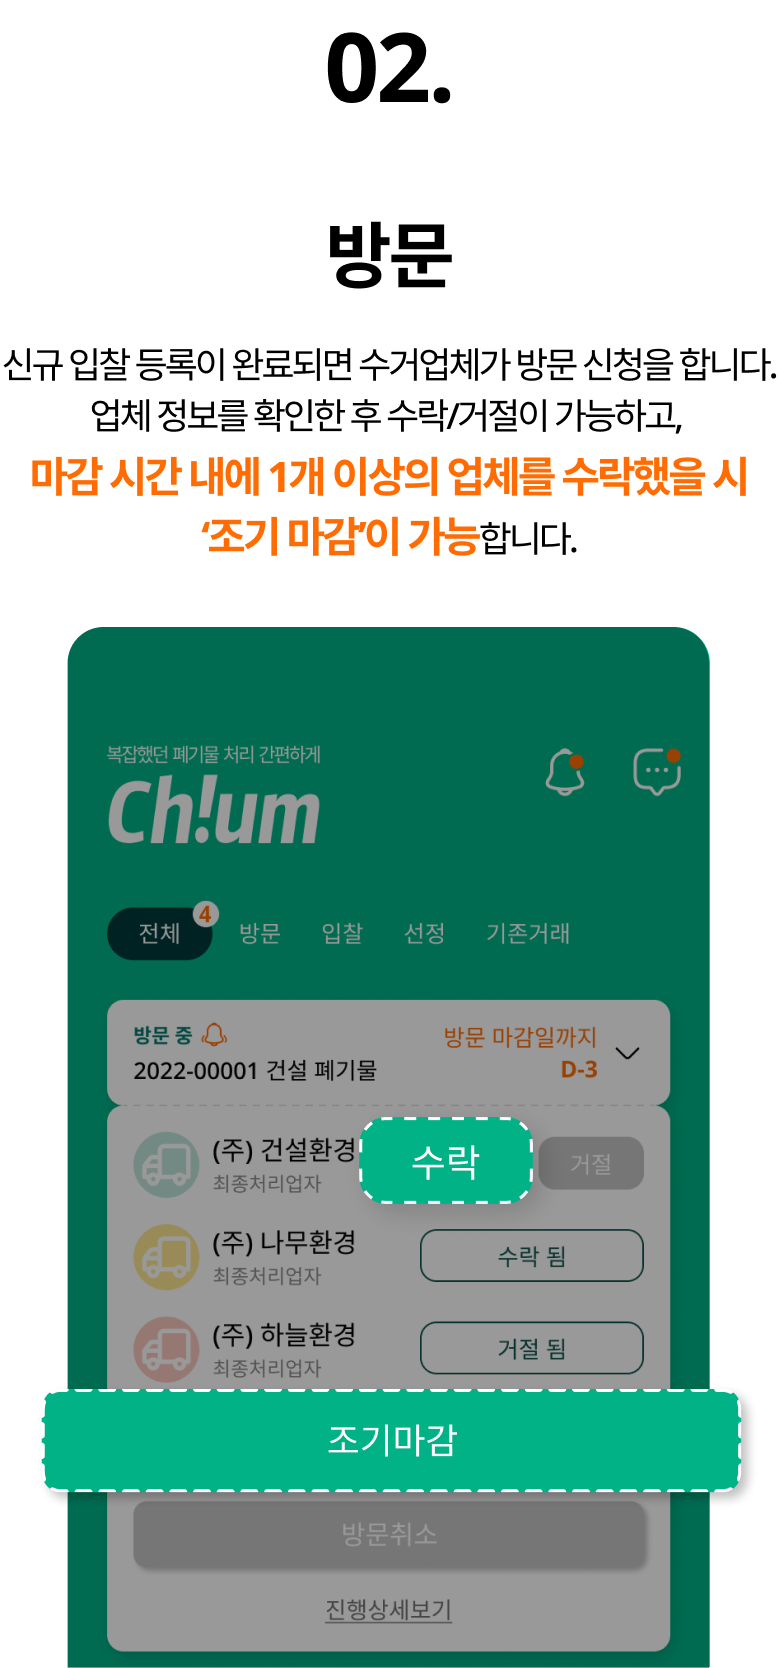 02.
방문
신규 입찰 등록이 완료되면 수거업체가 방문 신청을 합니다.
업체 정보를 확인한 후 수락/거절이 가능하고,
마감 시간 내에 1개 이상의 업체를 수락했을 시
‘조기 마감’이 가능합니다.
복잡했던 폐기물 처리 간편하게
Ch!um
전체 4 방문 입찰 선정 기존거래
방문 중 방문 마감일까지
2022-00001 건설 폐기물 D-3
(주) 건설환경 수락 거절
최종처리업자
(주) 나무환경 수락 됨
최종처리업자
(주) 하늘환경 거절 됨
최종처리업자
조기마감
방문취소
진행상세보기